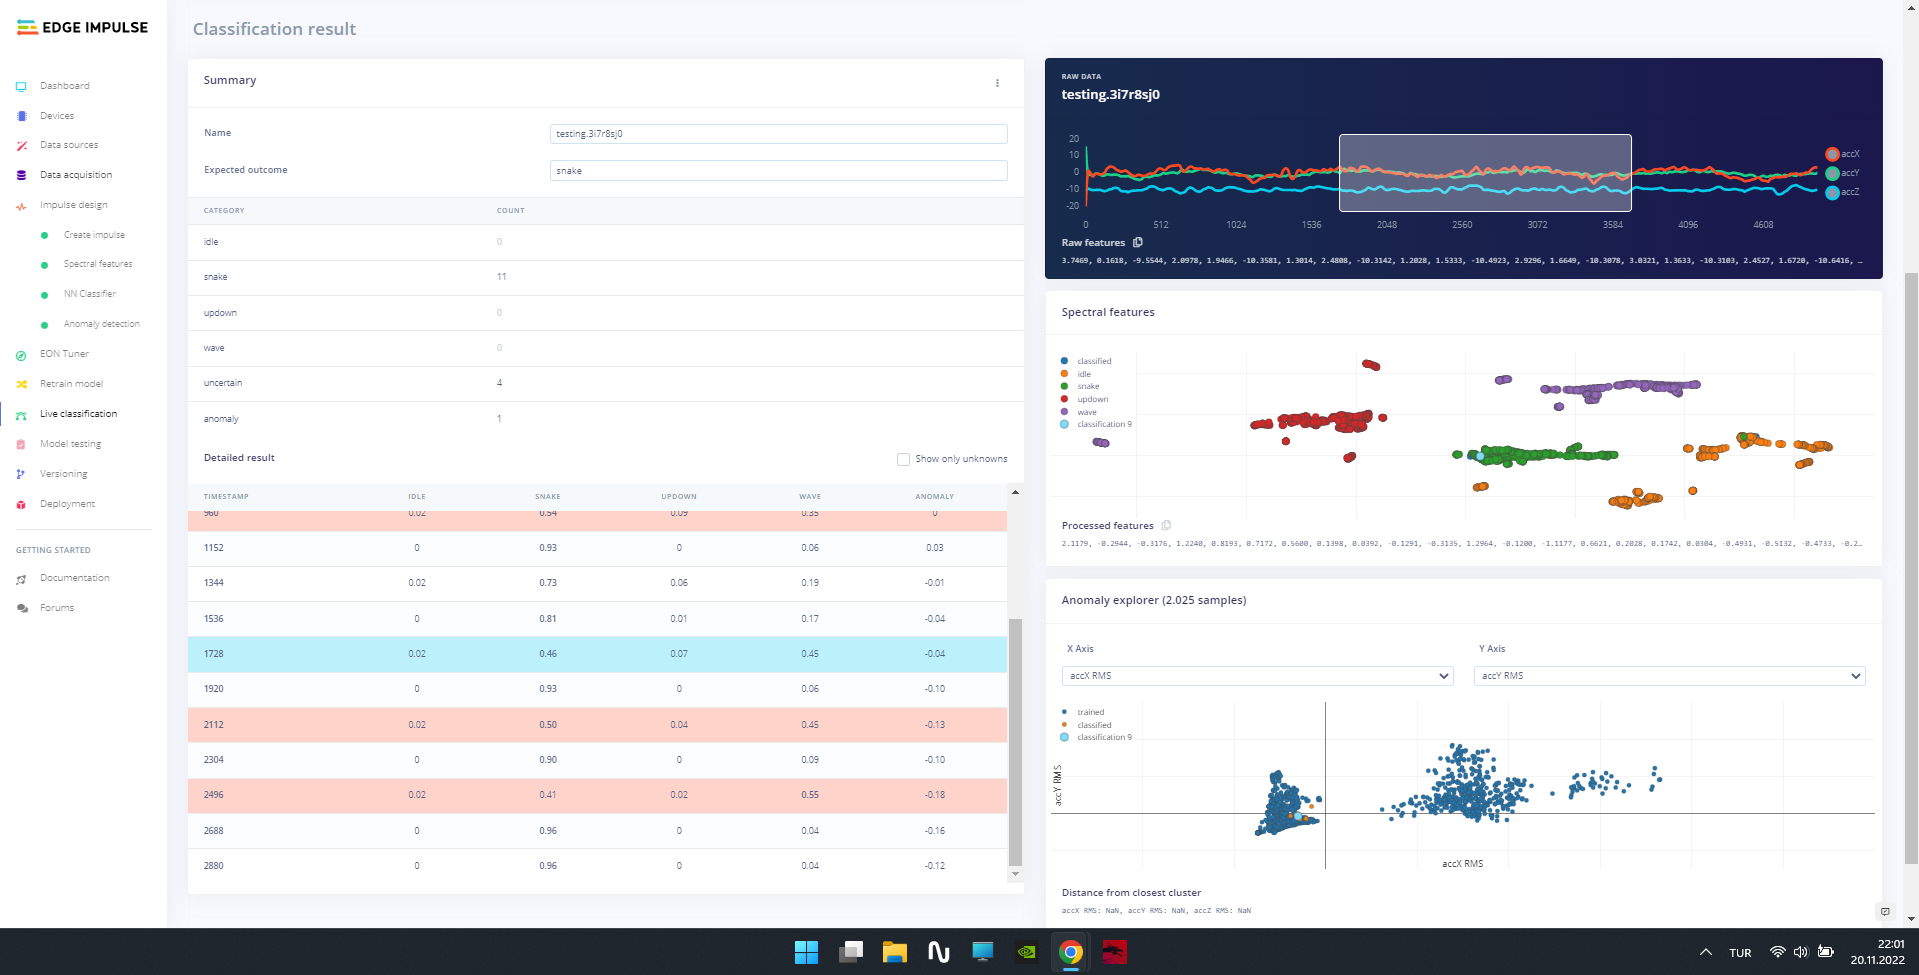 EDGE IMPULSE
Dashboard
Devices
Data sources
Data acquisition
Impulse design
Create impulse
Spectral features
NN Classifier
Anomaly detection
EON Tuner
Retrain model
Live classification
Model testing
Versioning
Deployment
GETTING STARTED
Documentation
Forums
Classification result
Summary
Name testing.3i7r8sj0
Expected outcome snake
CATEGORY COUNT
idle 0
snake 11
updown 0
wave 0
uncertain 4
anomaly 1
Detailed result Show only unknowns
TIMESTAMP IDLE SNAKE UPDOWN WAVE ANOMALY
960 0.02 0.54 0.09 0.35 0
1152 0 0.93 0 0.06 0.03
1344 0.02 0.73 0.06 0.19 -0.01
1536 0 0.81 0.01 0.17 -0.04
1728 0.02 0.46 0.07 0.45 -0.04
1920 0 0.93 0 0.06 -0.10
2112 0.02 0.50 0.04 0.45 -0.13
2304 0 0.90 0 0.09 -0.10
2496 0.02 0.41 0.02 0.55 -0.18
2688 0 0.96 0 0.04 -0.16
2880 0 0.96 0 0.04 -0.12
RAW DATA
testing.3i7r8sj0
20
10
0
-10
-20
accX
accY
accZ
0 512 1024 1536 2048 2560 3072 3584 4096 4608
Raw features
3.7469, 0.1618, -9.5544, 2.0978, 1.9466, -10.3581, 1.3014, 2.4808, -10.3142, 1.2028, 1.5333, -10.4923, 2.9296, 1.6649, -10.3078, 3.0321, 1.3633, -10.3103, 2.4527, 1.6720, -10.6416, …
Spectral features
classified
idle
snake
updown
wave
classification 9
Processed features
2.1179, -0.2944, -0.3176, 1.2240, 0.8193, 0.7172, 0.5600, 0.1398, 0.0392, -0.1291, -0.3135, 1.2964, -0.1200, -1.1177, 0.6621, 0.2028, 0.1742, 0.0304, -0.4931, -0.5132, -0.4733, -0.2…
Anomaly explorer (2.025 samples)
X Axis Y Axis
accX RMS accY RMS
trained
classified
classification 9
accY RMS
accX RMS
Distance from closest cluster
accX RMS: NaN, accY RMS: NaN, accZ RMS: NaN
TUR
22:01
20.11.2022